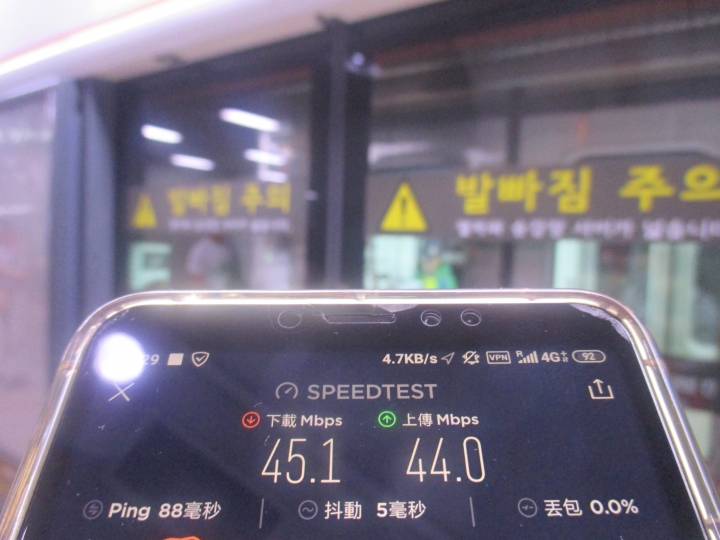 발빠짐 주의
발빠짐 주의
29
4.7KB/s VPN R 4G 92
SPEEDTEST
下載 Mbps 上傳 Mbps
45.1 44.0
Ping 88毫秒 抖動 5毫秒 丟包 0.0%